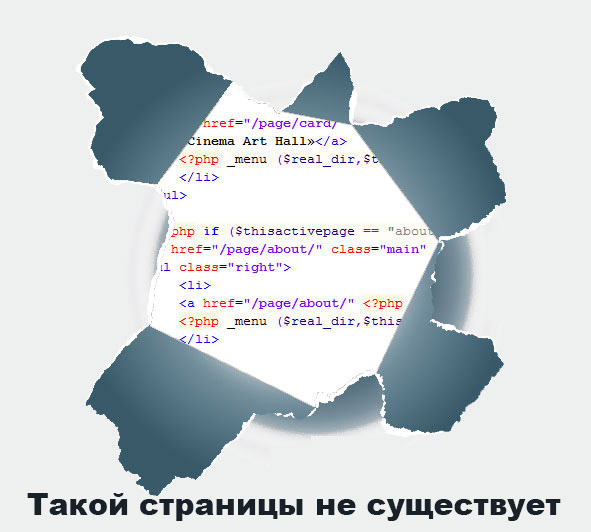 href="/page/card/
Cinema Art Hall»</a>
<?php _menu ($real_dir,$t
</li>
ul>
php if ($thisactivepage == "about
href="/page/about/" class="main"
l class="right">
<li>
<a href="/page/about/" <?php
<?php _menu ($real_dir,$this
</li>
Такой страницы не существует